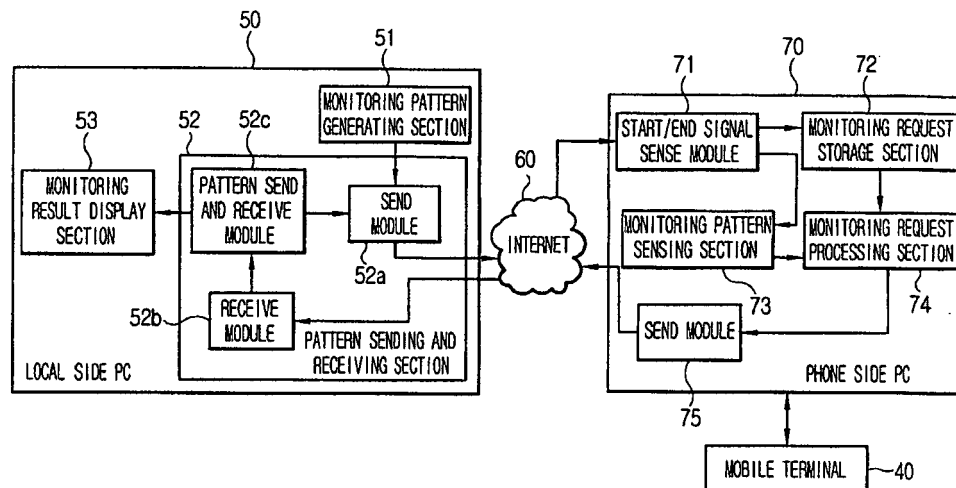 50
51
MONITORING PATTERN
GENERATING SECTION
53
52
52c
MONITORING
RESULT DISPLAY
SECTION
PATTERN SEND
AND RECEIVE
MODULE
SEND
MODULE
52a
52b
RECEIVE
MODULE
PATTERN SENDING AND
RECEIVING SECTION
LOCAL SIDE PC
60
INTERNET
70
71
72
START/END SIGNAL
SENSE MODULE
MONITORING REQUEST
STORAGE SECTION
MONITORING PATTERN
SENSING SECTION
73
MONITORING REQUEST
PROCESSING SECTION
74
SEND MODULE
75
PHONE SIDE PC
MOBILE TERMINAL
40